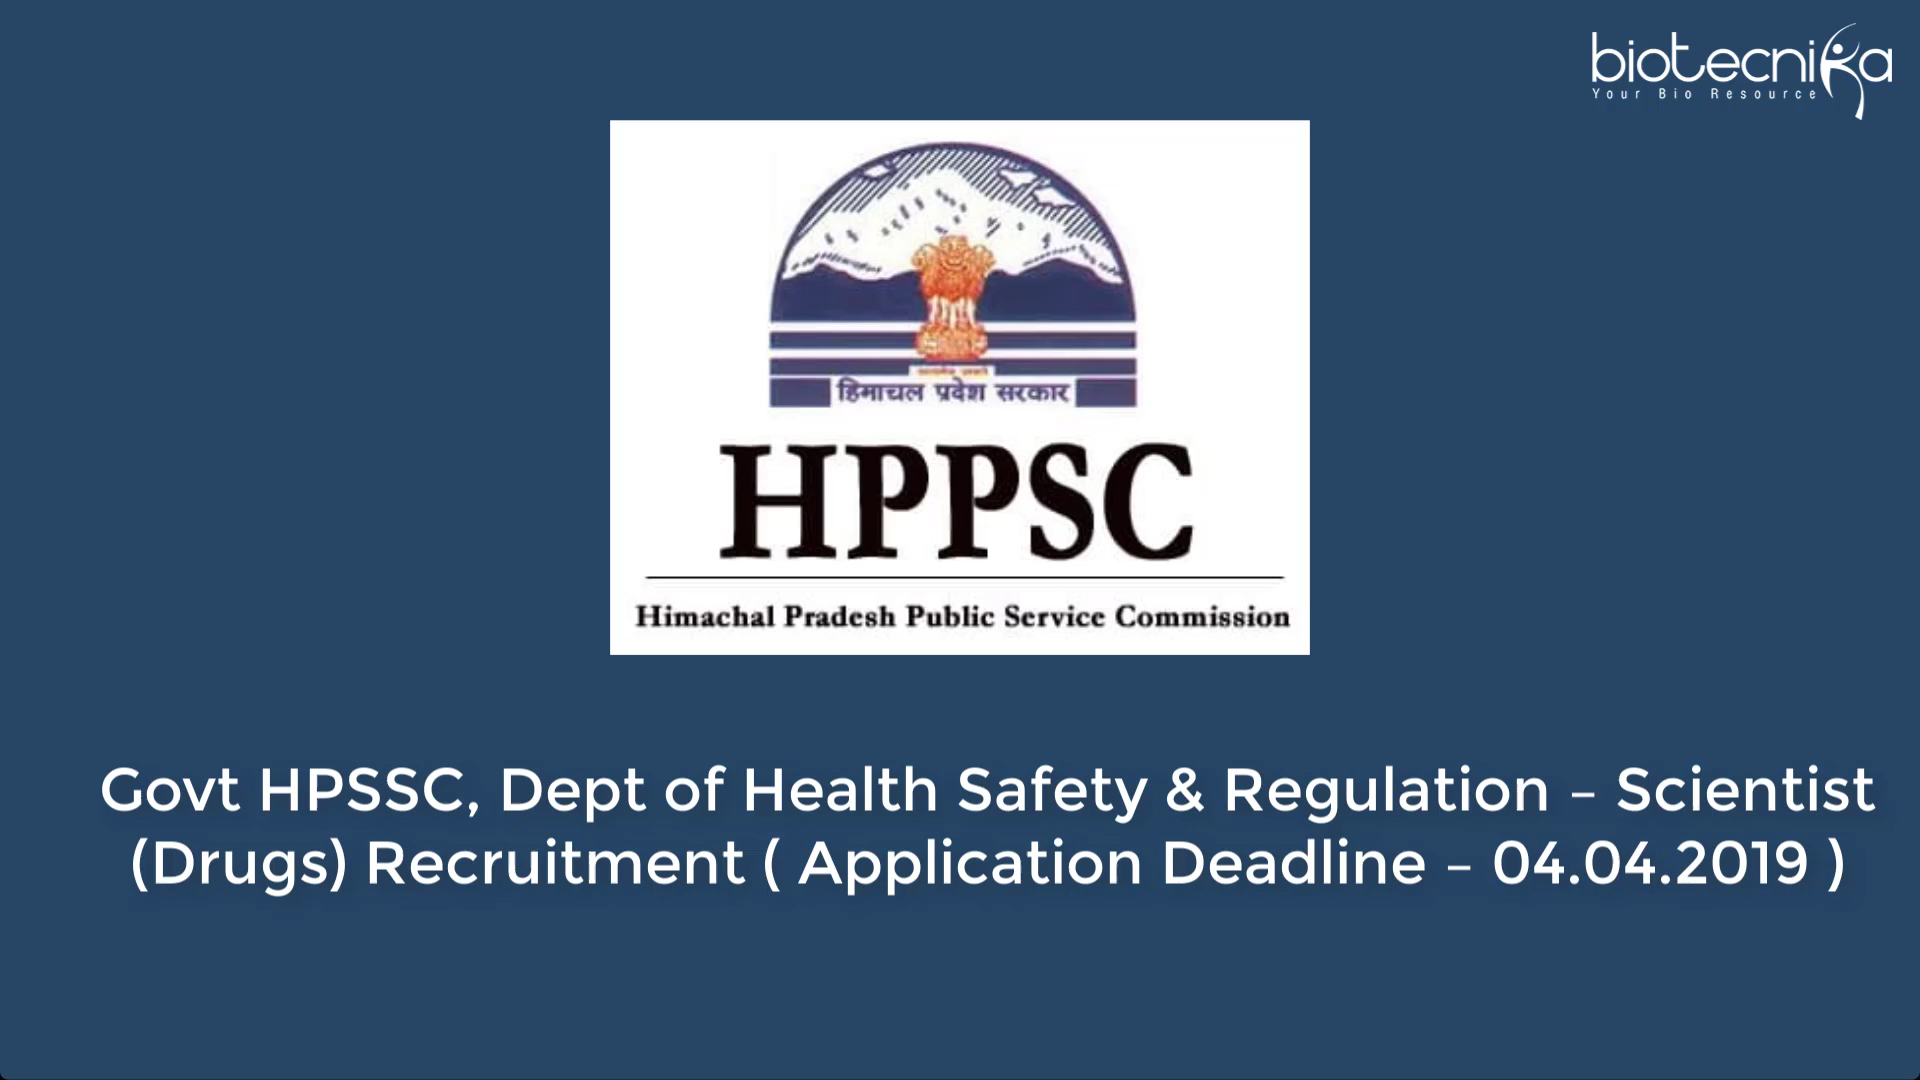 biotecnika
Your Bio Resource
हिमाचल प्रदेश सरकार
HPPSC
Himachal Pradesh Public Service Commission
Govt HPSSC, Dept of Health Safety & Regulation – Scientist
(Drugs) Recruitment ( Application Deadline – 04.04.2019 )